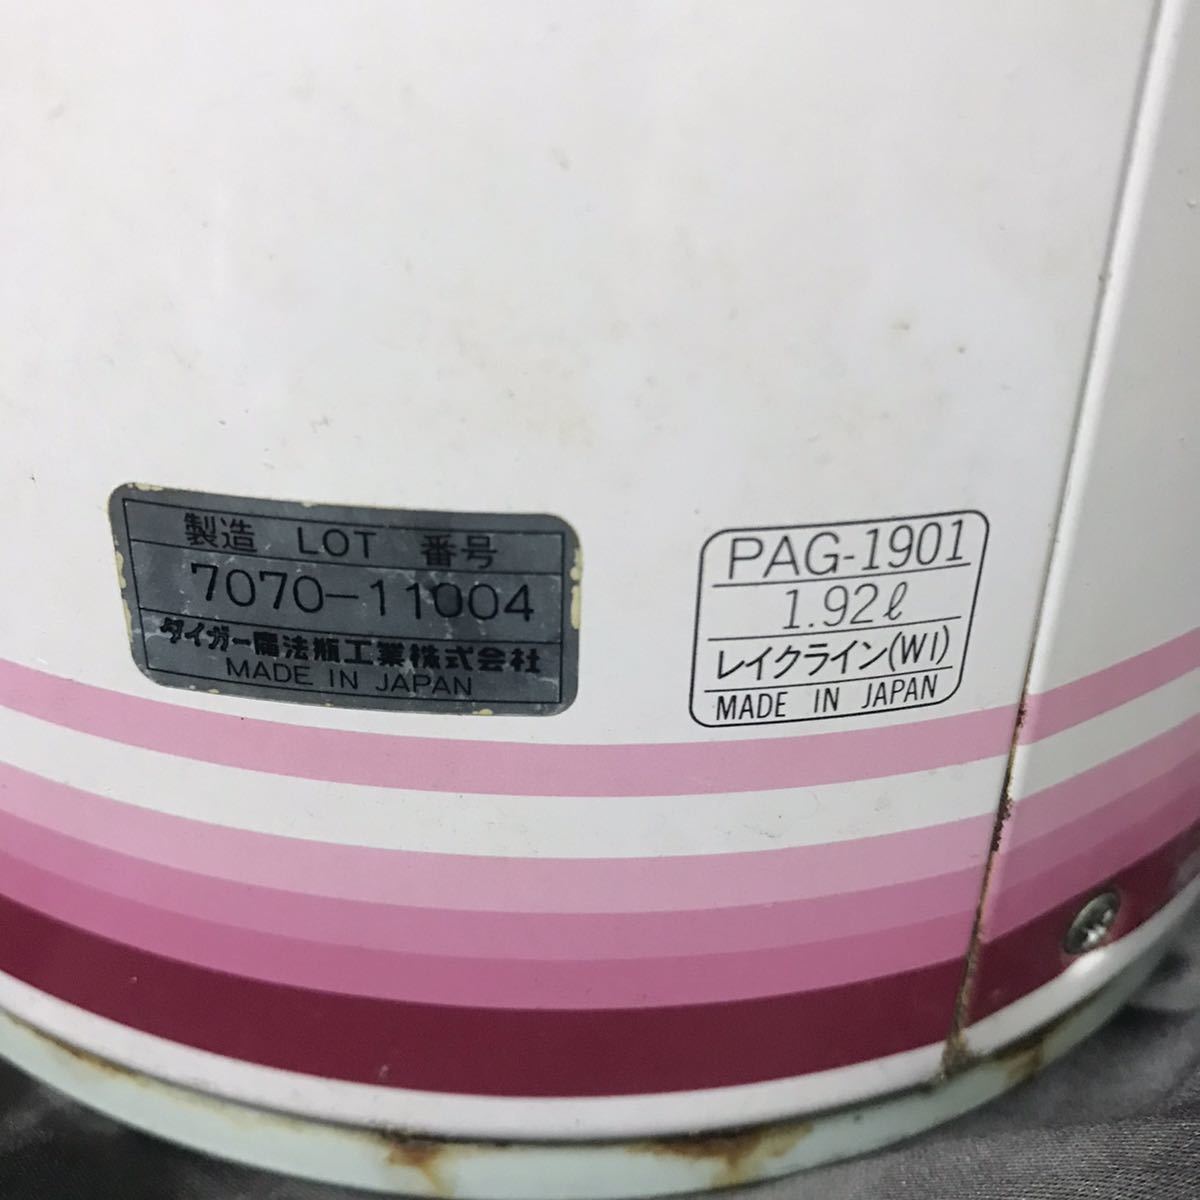 製造 LOT 番号
7070-11004
タイガー魔法瓶工業株式会社
MADE IN JAPAN
PAG-1901
1.92ℓ
レイクライン(WI)
MADE IN JAPAN